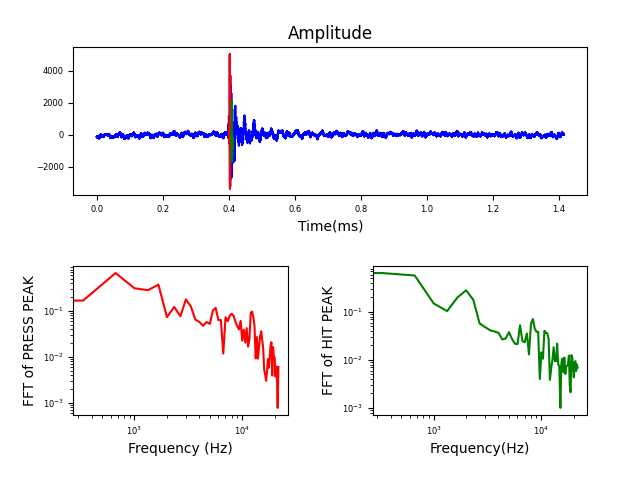 Amplitude
4000
2000
0
−2000
0.0 0.2 0.4 0.6 0.8 1.0 1.2 1.4
Time(ms)
FFT of PRESS PEAK
10⁻¹
10⁻²
10⁻³
10³ 10⁴
Frequency (Hz)
FFT of HIT PEAK
10⁻¹
10⁻²
10⁻³
10³ 10⁴
Frequency(Hz)